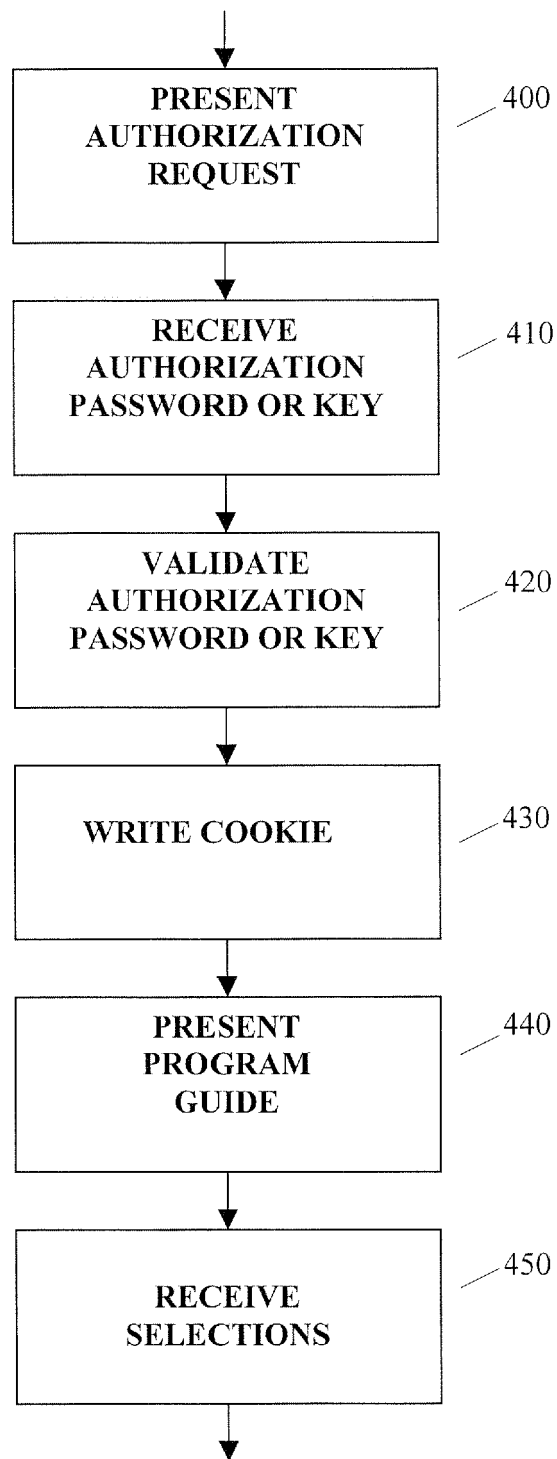 PRESENT
AUTHORIZATION
REQUEST
400
RECEIVE
AUTHORIZATION
PASSWORD OR KEY
410
VALIDATE
AUTHORIZATION
PASSWORD OR KEY
420
WRITE COOKIE
430
PRESENT
PROGRAM
GUIDE
440
RECEIVE
SELECTIONS
450